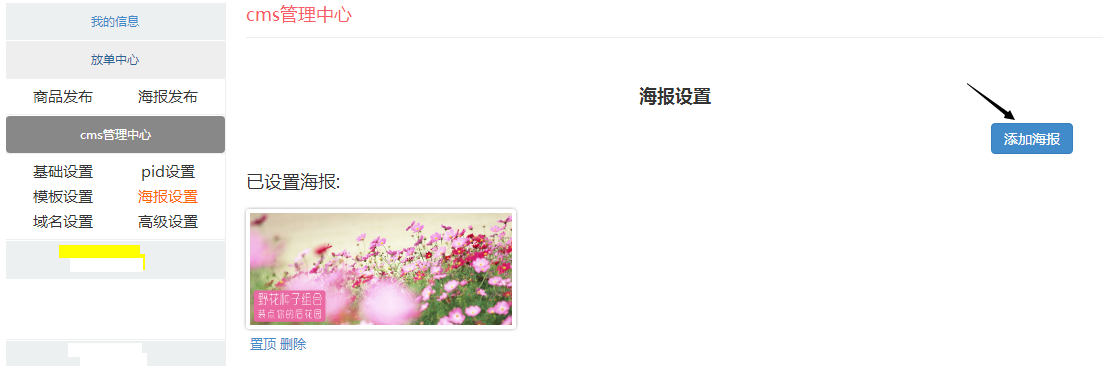 我的信息
放单中心
商品发布 海报发布
cms管理中心
基础设置 pid设置
模板设置 海报设置
域名设置 高级设置
cms管理中心
海报设置
添加海报
已设置海报:
野花种子组合
装点你的后花园
置顶 删除